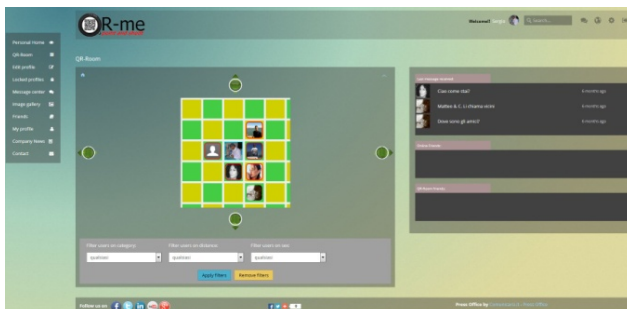 QR-me
Welcome! Sergio
Search...
Personal Home
QR-Room
Edit profile
Locked profiles
Message center
Image gallery
Friends
My profile
Company News
Contact
QR-Room
Last message received
Ciao come stai?
6 months ago
Matteo & C. Li chiamo eroi
6 months ago
Dove sono gli amici?
6 months ago
Online Friends
QR-Room Friends
Filter users on category:
Filter users on distance:
Filter users on sex:
qualsiasi
qualsiasi
qualsiasi
Apply filters
Remove filters
Follow us on: